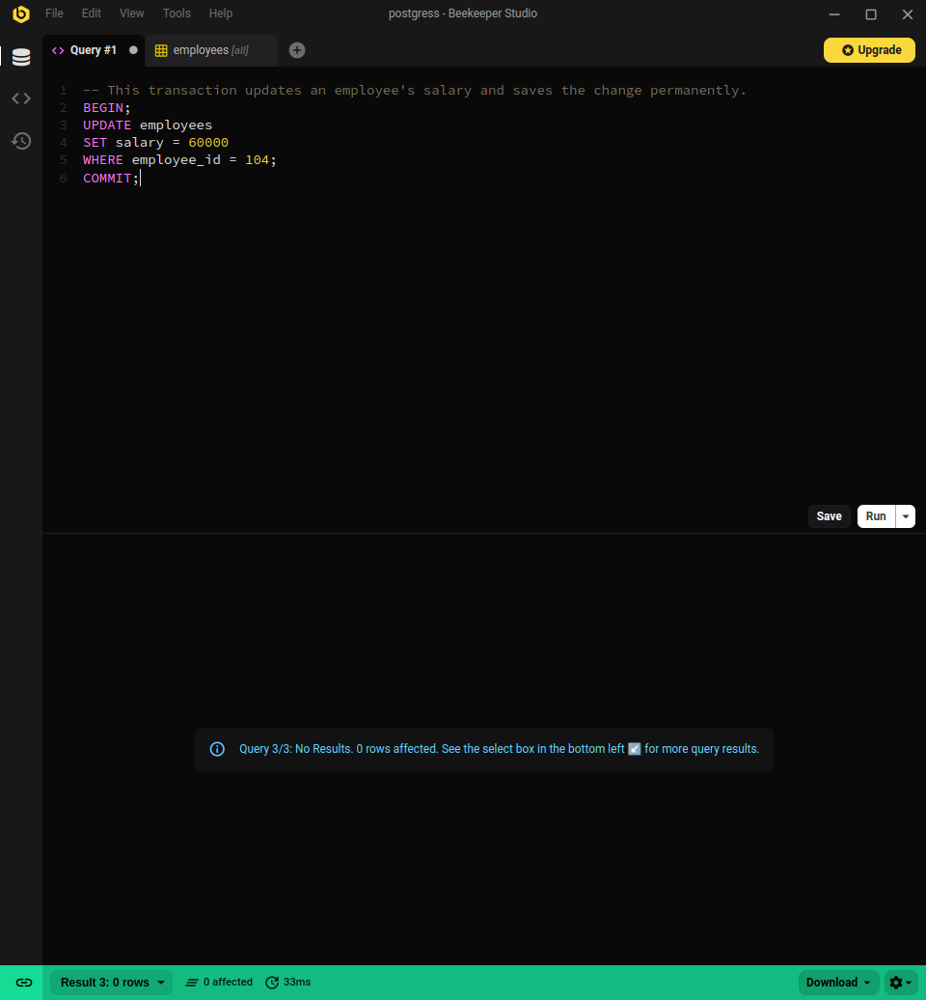 File Edit View Tools Help postgress - Beekeeper Studio
Query #1 employees [all] Upgrade
1 -- This transaction updates an employee's salary and saves the change permanently.
2 BEGIN;
3 UPDATE employees
4 SET salary = 60000
5 WHERE employee_id = 104;
6 COMMIT;
Save Run
Query 3/3: No Results. 0 rows affected. See the select box in the bottom left ↙️ for more query results.
Result 3: 0 rows 0 affected 33ms Download